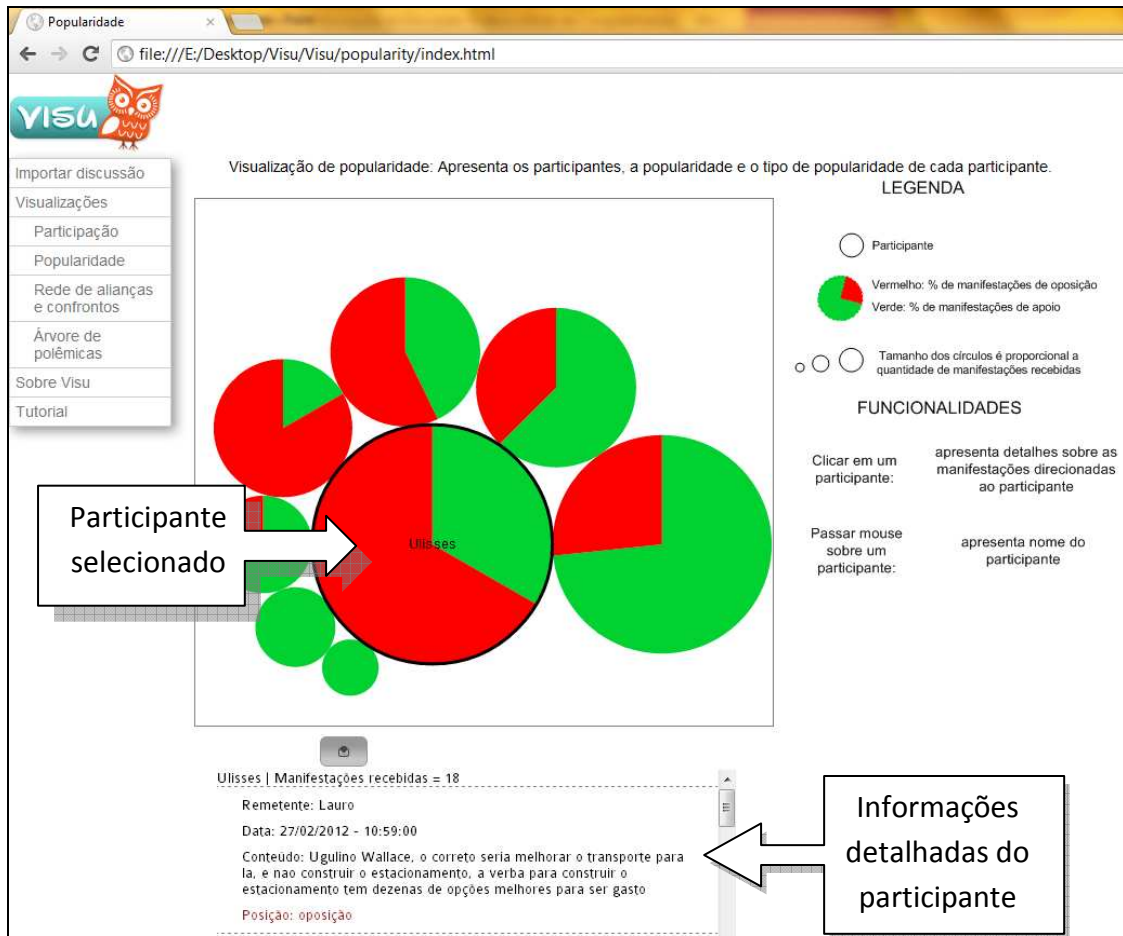 Popularidade
file:///E:/Desktop/Visu/Visu/popularity/index.html
VISU
Importar discussão
Visualizações
Participação
Popularidade
Rede de alianças
e confrontos
Árvore de
polêmicas
Sobre Visu
Tutorial
Visualização de popularidade: Apresenta os participantes, a popularidade e o tipo de popularidade de cada participante.
LEGENDA
Participante
Vermelho: % de manifestações de oposição
Verde: % de manifestações de apoio
Tamanho dos círculos é proporcional a
quantidade de manifestações recebidas
FUNCIONALIDADES
Clicar em um
participante:
apresenta detalhes sobre as
manifestações direcionadas
ao participante
Passar mouse
sobre um
participante:
apresenta nome do
participante
Participante
selecionado
Ulisses
Ulisses | Manifestações recebidas = 18
Remetente: Lauro
Data: 27/02/2012 - 10:59:00
Conteúdo: Ugulino Wallace, o correto seria melhorar o transporte para
la, e nao construir o estacionamento, a verba para construir o
estacionamento tem dezenas de opções melhores para ser gasto
Posição: oposição
Informações
detalhadas do
participante